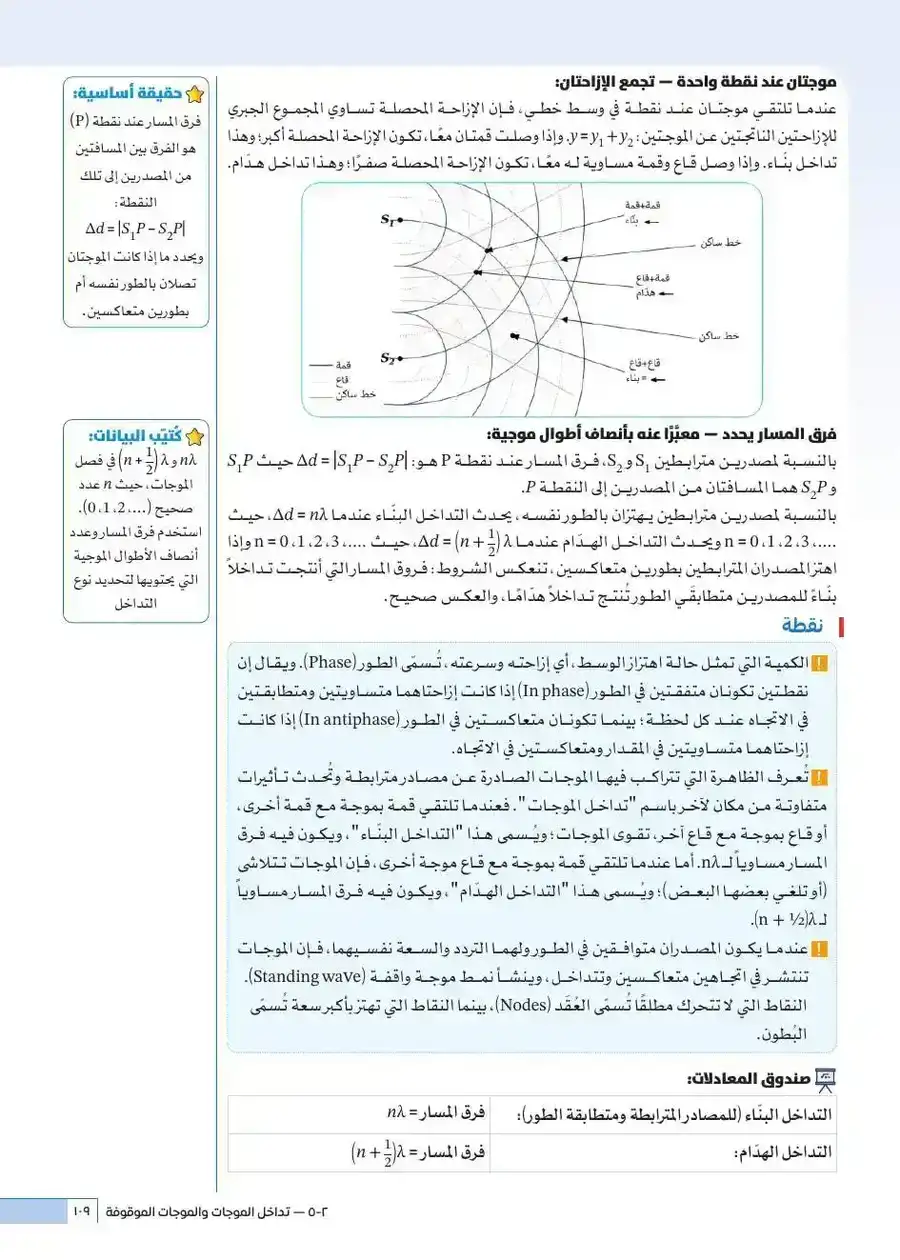 موجتان عند نقطة واحدة — تجمع الإزاحتان:
عندما تلتقي موجتان عند نقطة في وسط خطي، فإن الإزاحة المحصلة تساوي المجموع الجبري
للإزاحتين الناتجتين عن الموجتين: y = y₁ + y₂. وإذا وصلت قمتان معًا، تكون الإزاحة المحصلة أكبر؛ وهذا
تداخل بنّاء. وإذا وصل قاع وقمة مساوية له معًا، تكون الإزاحة المحصلة صفرًا؛ وهذا تداخل هدّام.
S₁
S₂
قمة+قمة
← بنّاء
خط ساكن
قمة+قاع
← هدّام
خط ساكن
قاع+قاع
← = بناء
قمة
قاع
خط ساكن
فرق المسار يحدد — معبَّرًا عنه بأنصاف أطوال موجية:
بالنسبة لمصدرين مترابطين S₁ و S₂، فرق المسار عند نقطة P هو: Δd = |S₁P – S₂P| حيث S₁P
و S₂P هما المسافتان من المصدرين إلى النقطة P.
بالنسبة لمصدرين مترابطين يهتزان بالطور نفسه، يحدث التداخل البنّاء عندما Δd = nλ، حيث
n = 0، 1، 2، 3، .... ويحدث التداخل الهدّام عندما Δd = (n + 1/2) λ، حيث n = 0، 1، 2، 3، .... وإذا
اهتز المصدران المترابطين بطورين متعاكسين، تنعكس الشروط: فروق المسار التي أنتجت تداخلاً
بنّاءً للمصدرين متطابقَي الطور تُنتج تداخلاً هدّامًا، والعكس صحيح.
نقطة
! الكمية التي تمثل حالة اهتزاز الوسط، أي إزاحته وسرعته، تُسمّى الطور (Phase). ويقال إن
نقطتين تكونان متفقتين في الطور (In phase) إذا كانت إزاحتاهما متساويتين ومتطابقتين
في الاتجاه عند كل لحظة؛ بينما تكونان متعاكستين في الطور (In antiphase) إذا كانت
إزاحتاهما متساويتين في المقدار ومتعاكستين في الاتجاه.
! تُعرف الظاهرة التي تتراكب فيها الموجات الصادرة عن مصادر مترابطة وتُحدث تأثيرات
متفاوتة من مكان لآخر باسم "تداخل الموجات". فعندما تلتقي قمة بموجة مع قمة أخرى،
أو قاع بموجة مع قاع آخر، تقوى الموجات؛ ويُسمى هذا "التداخل البنّاء"، ويكون فيه فرق
المسار مساوياً لـ nλ. أما عندما تلتقي قمة بموجة مع قاع موجة أخرى، فإن الموجات تتلاشى
(أو تلغي بعضها البعض)؛ ويُسمى هذا "التداخل الهدّام"، ويكون فيه فرق المسار مساوياً
لـ (n + ½)λ.
! عندما يكون المصدران متوافقين في الطور ولهما التردد والسعة نفسيهما، فإن الموجات
تنتشر في اتجاهين متعاكسين وتتداخل، وينشأ نمط موجة واقفة (Standing wave).
النقاط التي لا تتحرك مطلقًا تُسمّى العُقَد (Nodes)، بينما النقاط التي تهتز بأكبر سعة تُسمّى
البُطون.
صندوق المعادلات:
التداخل البنّاء (للمصادر المترابطة ومتطابقة الطور): فرق المسار = nλ
التداخل الهدّام: فرق المسار = (n + 1/2)λ
حقيقة أساسية:
فرق المسار عند نقطة (P)
هو الفرق بين المسافتين
من المصدرين إلى تلك
النقطة:
Δd = |S₁P – S₂P|
ويحدد ما إذا كانت الموجتان
تصلان بالطور نفسه أم
بطورين متعاكسين.
كُتيّب البيانات:
nλ و (n + 1/2) λ في فصل
الموجات، حيث n عدد
صحيح (0، 1، 2، ...).
استخدم فرق المسار وعدد
أنصاف الأطوال الموجية
التي يحتويها لتحديد نوع
التداخل
٥-٢ — تداخل الموجات والموجات الموقوفة
١٠٩